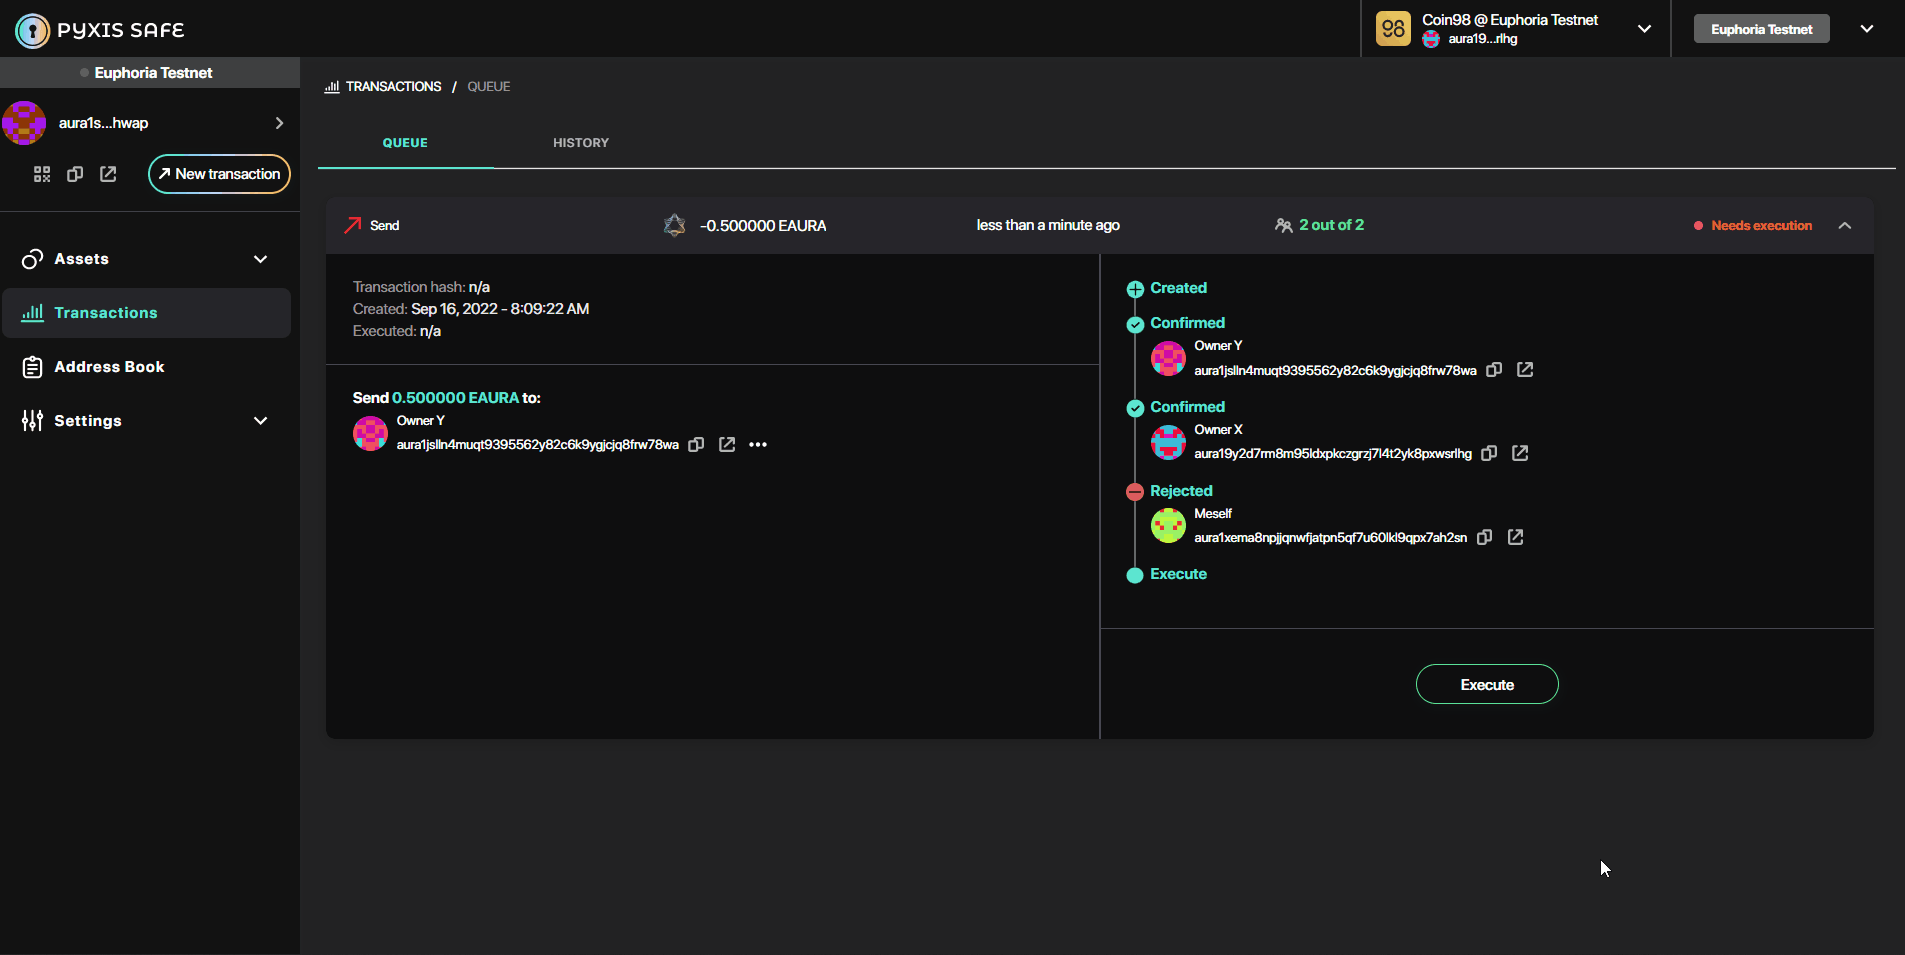 PYXIS SAFE
Coin98 @ Euphoria Testnet
aura19...rlhg
Euphoria Testnet
Euphoria Testnet
aura1s...hwap
New transaction
Assets
Transactions
Address Book
Settings
TRANSACTIONS / QUEUE
QUEUE
HISTORY
Send
-0.500000 EAURA
less than a minute ago
2 out of 2
Needs execution
Transaction hash: n/a
Created: Sep 16, 2022 - 8:09:22 AM
Executed: n/a
Send 0.500000 EAURA to:
Owner Y
aura1jslln4muqt9395562y82c6k9ygjcjq8frw78wa
Created
Confirmed
Owner Y
aura1jslln4muqt9395562y82c6k9ygjcjq8frw78wa
Confirmed
Owner X
aura19y2d7rm8m95ldxpkczgrzj7l4t2yk8pxwsrlhg
Rejected
Meself
aura1xema8npjjqnwfjatpn5qf7u60lkl9qpx7ah2sn
Execute
Execute